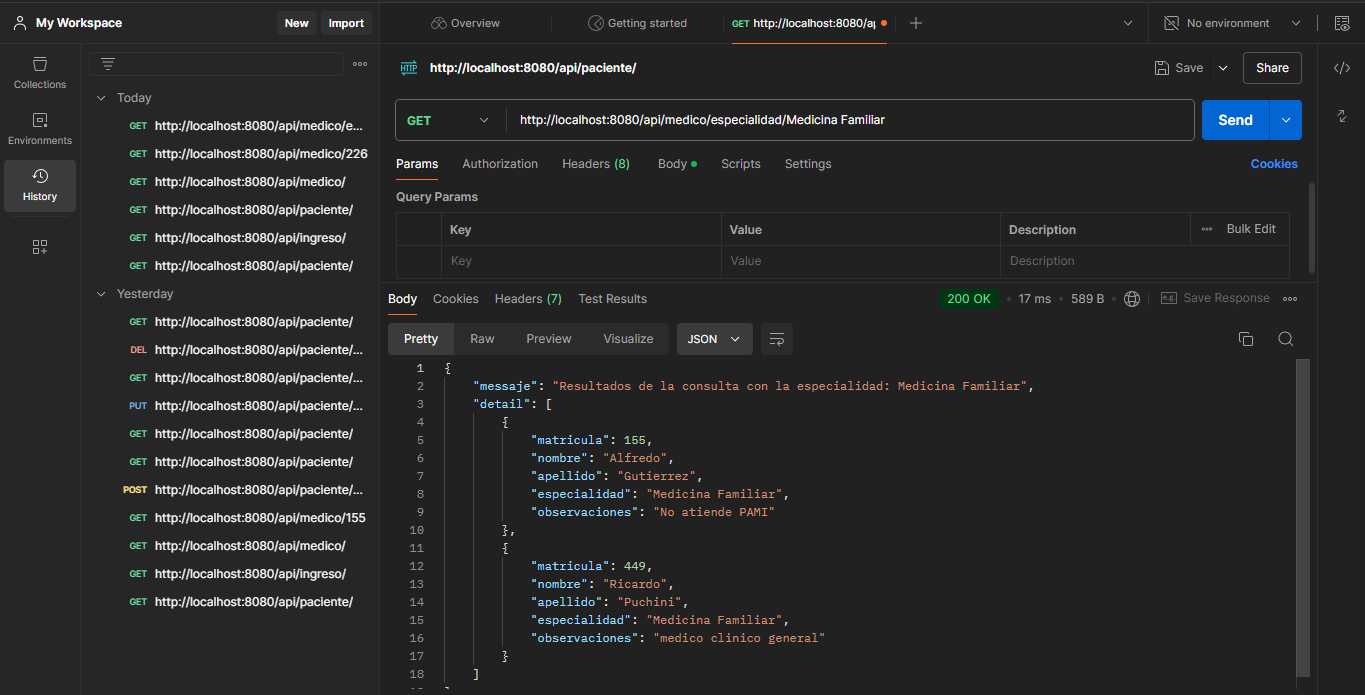 My Workspace
New
Import
Overview
Getting started
GET http://localhost:8080/a
No environment
Collections
Environments
History
Today
GET http://localhost:8080/api/medico/e...
GET http://localhost:8080/api/medico/226
GET http://localhost:8080/api/medico/
GET http://localhost:8080/api/paciente/
GET http://localhost:8080/api/ingreso/
GET http://localhost:8080/api/paciente/
Yesterday
GET http://localhost:8080/api/paciente/
DEL http://localhost:8080/api/paciente/...
GET http://localhost:8080/api/paciente/...
PUT http://localhost:8080/api/paciente/...
GET http://localhost:8080/api/paciente/
GET http://localhost:8080/api/paciente/
POST http://localhost:8080/api/paciente/...
GET http://localhost:8080/api/medico/155
GET http://localhost:8080/api/medico/
GET http://localhost:8080/api/ingreso/
GET http://localhost:8080/api/paciente/
HTTP http://localhost:8080/api/paciente/
Save
Share
GET http://localhost:8080/api/medico/especialidad/Medicina Familiar
Send
Params Authorization Headers (8) Body Scripts Settings
Cookies
Query Params
Key Value Description Bulk Edit
Key Value Description
Body Cookies Headers (7) Test Results
200 OK 17 ms 589 B e.g. Save Response
Pretty Raw Preview Visualize JSON
1 {
2 "messaje": "Resultados de la consulta con la especialidad: Medicina Familiar",
3 "detail": [
4 {
5 "matricula": 155,
6 "nombre": "Alfredo",
7 "apellido": "Gutierrez",
8 "especialidad": "Medicina Familiar",
9 "observaciones": "No atiende PAMI"
10 },
11 {
12 "matricula": 449,
13 "nombre": "Ricardo",
14 "apellido": "Puchini",
15 "especialidad": "Medicina Familiar",
16 "observaciones": "medico clinico general"
17 }
18 ]